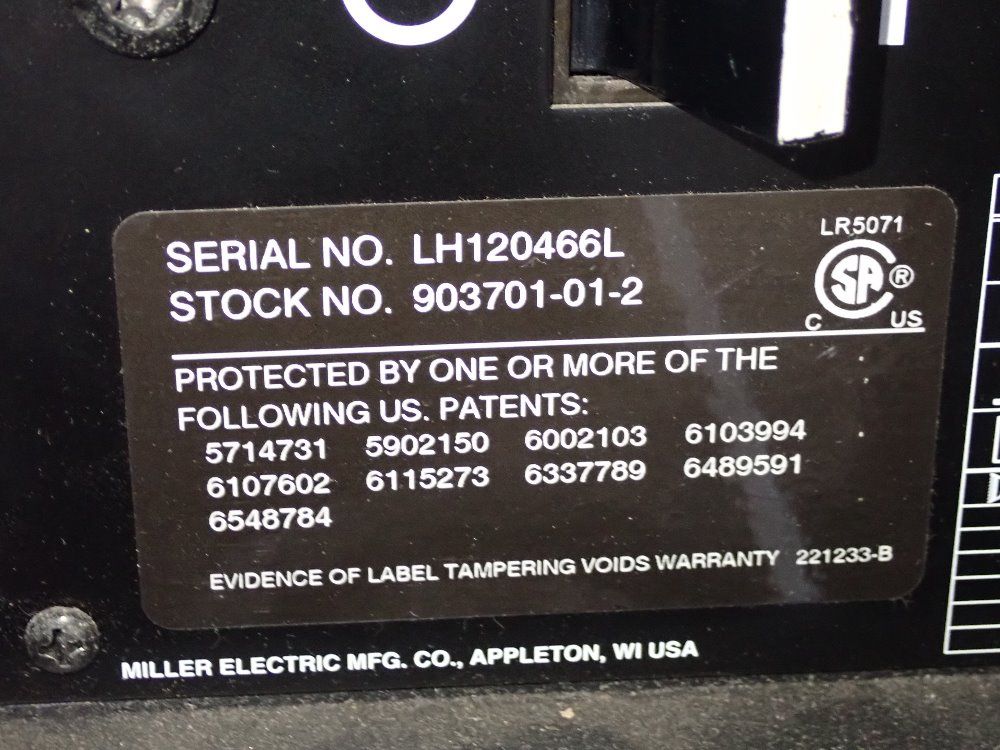 LR5071
SERIAL NO. LH120466L
STOCK NO. 903701-01-2
SA ®
C US
PROTECTED BY ONE OR MORE OF THE
FOLLOWING US. PATENTS:
5714731 5902150 6002103 6103994
6107602 6115273 6337789 6489591
6548784
EVIDENCE OF LABEL TAMPERING VOIDS WARRANTY 221233-B
MILLER ELECTRIC MFG. CO., APPLETON, WI USA